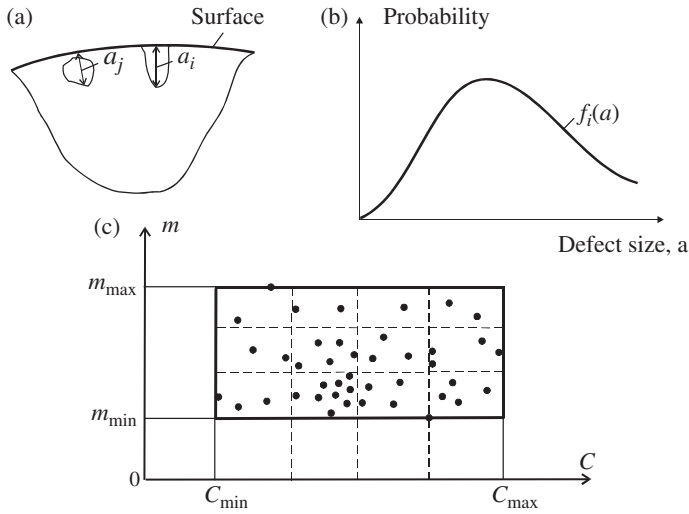 (a)
Surface
a_j
a_i
(b)
Probability
f_i(a)
Defect size, a
(c)
m
m_max
m_min
0
C_min
C_max
C